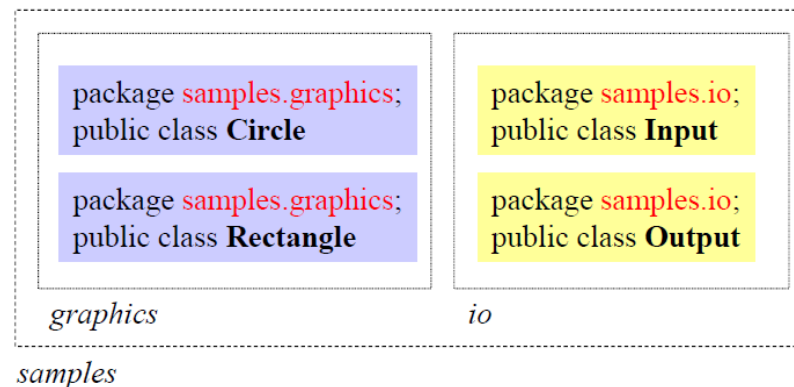 package samples.graphics;
public class Circle
package samples.graphics;
public class Rectangle
graphics
package samples.io;
public class Input
package samples.io;
public class Output
io
samples